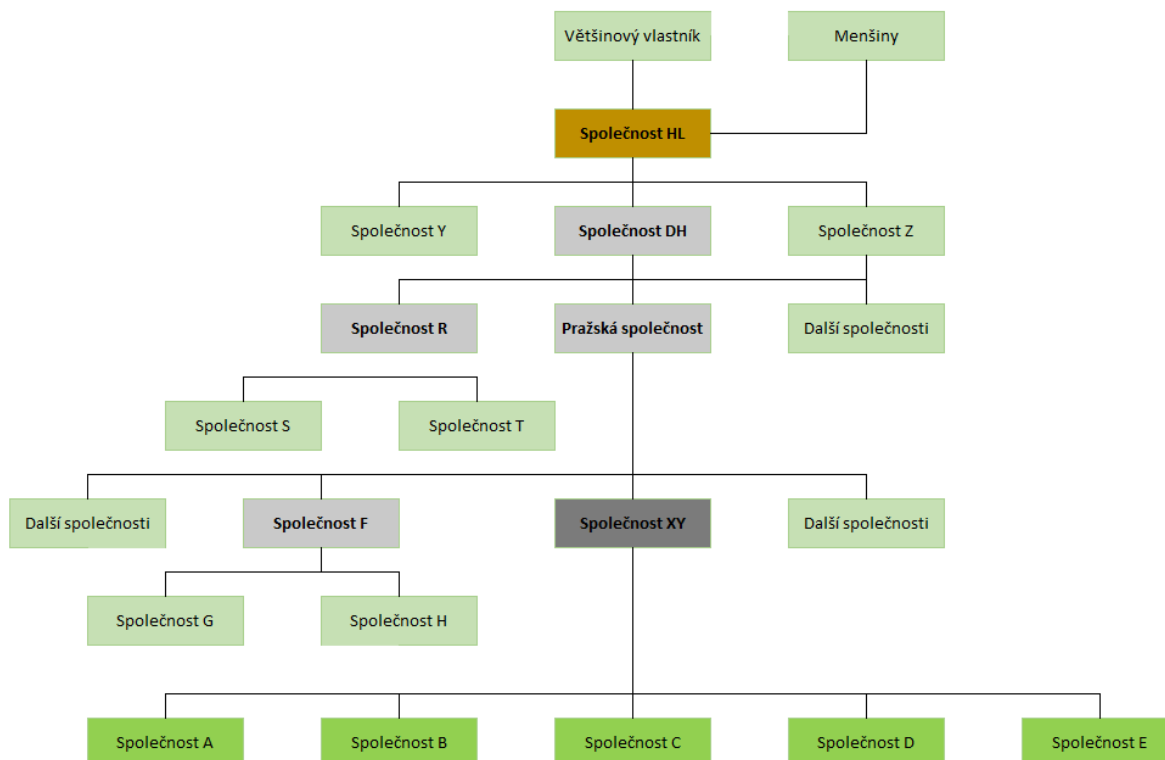 Většinový vlastník
Menšiny
Společnost HL
Společnost Y
Společnost DH
Společnost Z
Společnost R
Pražská společnost
Další společnosti
Společnost S
Společnost T
Další společnosti
Společnost F
Společnost XY
Další společnosti
Společnost G
Společnost H
Společnost A
Společnost B
Společnost C
Společnost D
Společnost E